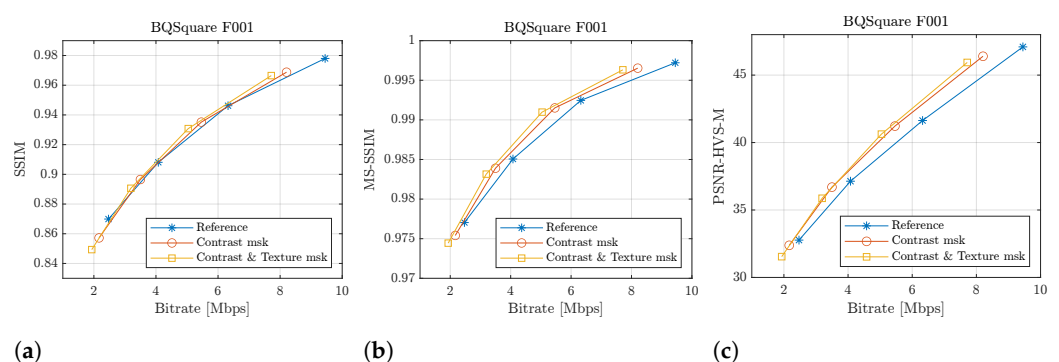 BQSquare F001
SSIM
0.98
0.96
0.94
0.92
0.9
0.88
0.86
0.84
2 4 6 8 10
Bitrate [Mbps]
Reference
Contrast msk
Contrast & Texture msk
(a)
BQSquare F001
MS-SSIM
1
0.995
0.99
0.985
0.98
0.975
0.97
2 4 6 8 10
Bitrate [Mbps]
Reference
Contrast msk
Contrast & Texture msk
(b)
BQSquare F001
PSNR-HVS-M
45
40
35
30
2 4 6 8 10
Bitrate [Mbps]
Reference
Contrast msk
Contrast & Texture msk
(c)